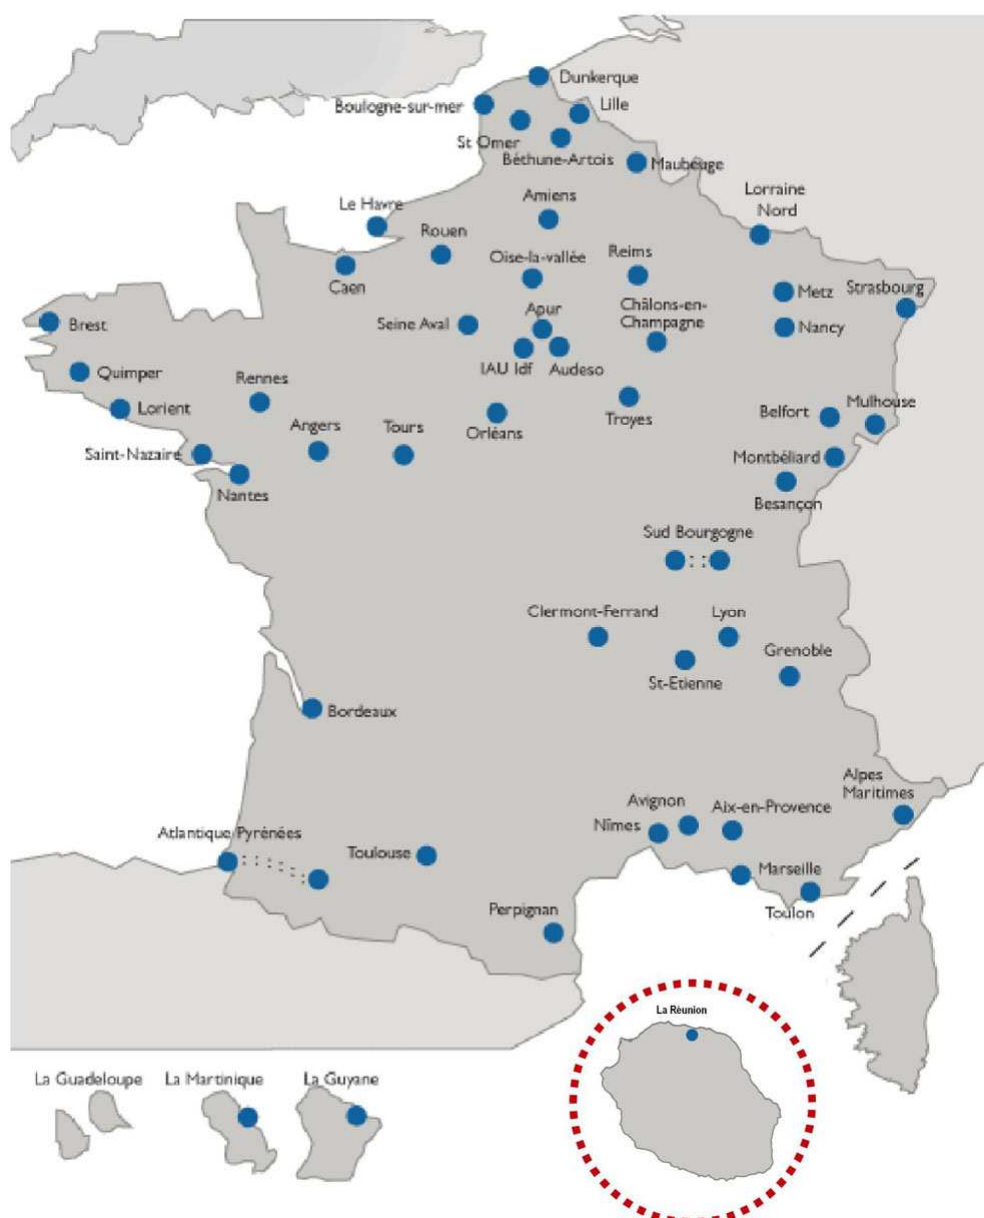 Dunkerque
Boulogne-sur-mer
Lille
St Omer
Béthune-Artois
Maubeuge
Lorraine
Nord
Amiens
Le Havre
Rouen
Oise-la-vallée
Reims
Caen
Metz
Strasbourg
Châlons-en-
Champagne
Apur
Seine Aval
Brest
Nancy
IAU Idf
Audeso
Quimper
Rennes
Lorient
Troyes
Belfort
Mulhouse
Angers
Tours
Orléans
Saint-Nazaire
Montbéliard
Nantes
Besançon
Sud Bourgogne
Clermont-Ferrand
Lyon
Grenoble
St-Etienne
Bordeaux
Alpes
Maritimes
Avignon
Aix-en-Provence
Nîmes
Atlantique Pyrénées
Toulouse
Marseille
Toulon
Perpignan
La Réunion
La Guadeloupe
La Martinique
La Guyane